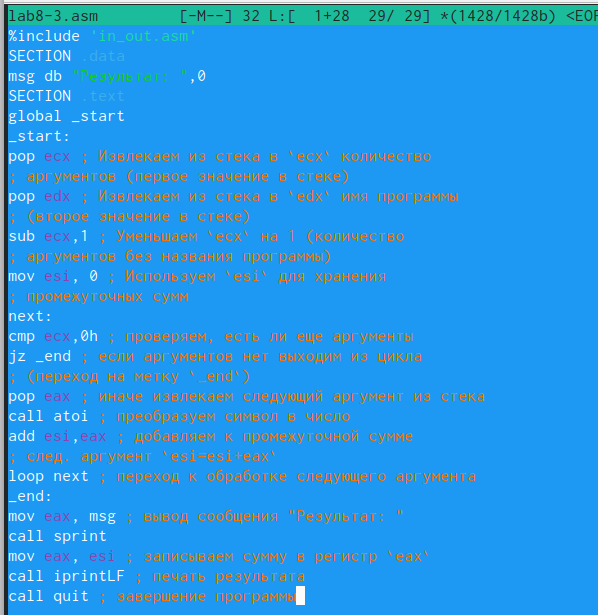 lab8-3.asm [-M--] 32 L:[ 1+28 29/ 29] *(1428/1428b) <EOF
%include 'in_out.asm'
SECTION .data
msg db "Результат: ",0
SECTION .text
global _start
_start:
pop ecx ; Извлекаем из стека в `ecx` количество
; аргументов (первое значение в стеке)
pop edx ; Извлекаем из стека в `edx` имя программы
; (второе значение в стеке)
sub ecx,1 ; Уменьшаем `ecx` на 1 (количество
; аргументов без названия программы)
mov esi, 0 ; Используем `esi` для хранения
; промежуточных сумм
next:
cmp ecx,0h ; проверяем, есть ли еще аргументы
jz _end ; если аргументов нет выходим из цикла
; (переход на метку `_end`)
pop eax ; иначе извлекаем следующий аргумент из стека
call atoi ; преобразуем символ в число
add esi,eax ; добавляем к промежуточной сумме
; след. аргумент `esi=esi+eax`
loop next ; переход к обработке следующего аргумента
_end:
mov eax, msg ; вывод сообщения "Результат: "
call sprint
mov eax, esi ; записываем сумму в регистр `eax`
call iprintLF ; печать результата
call quit ; завершение программы